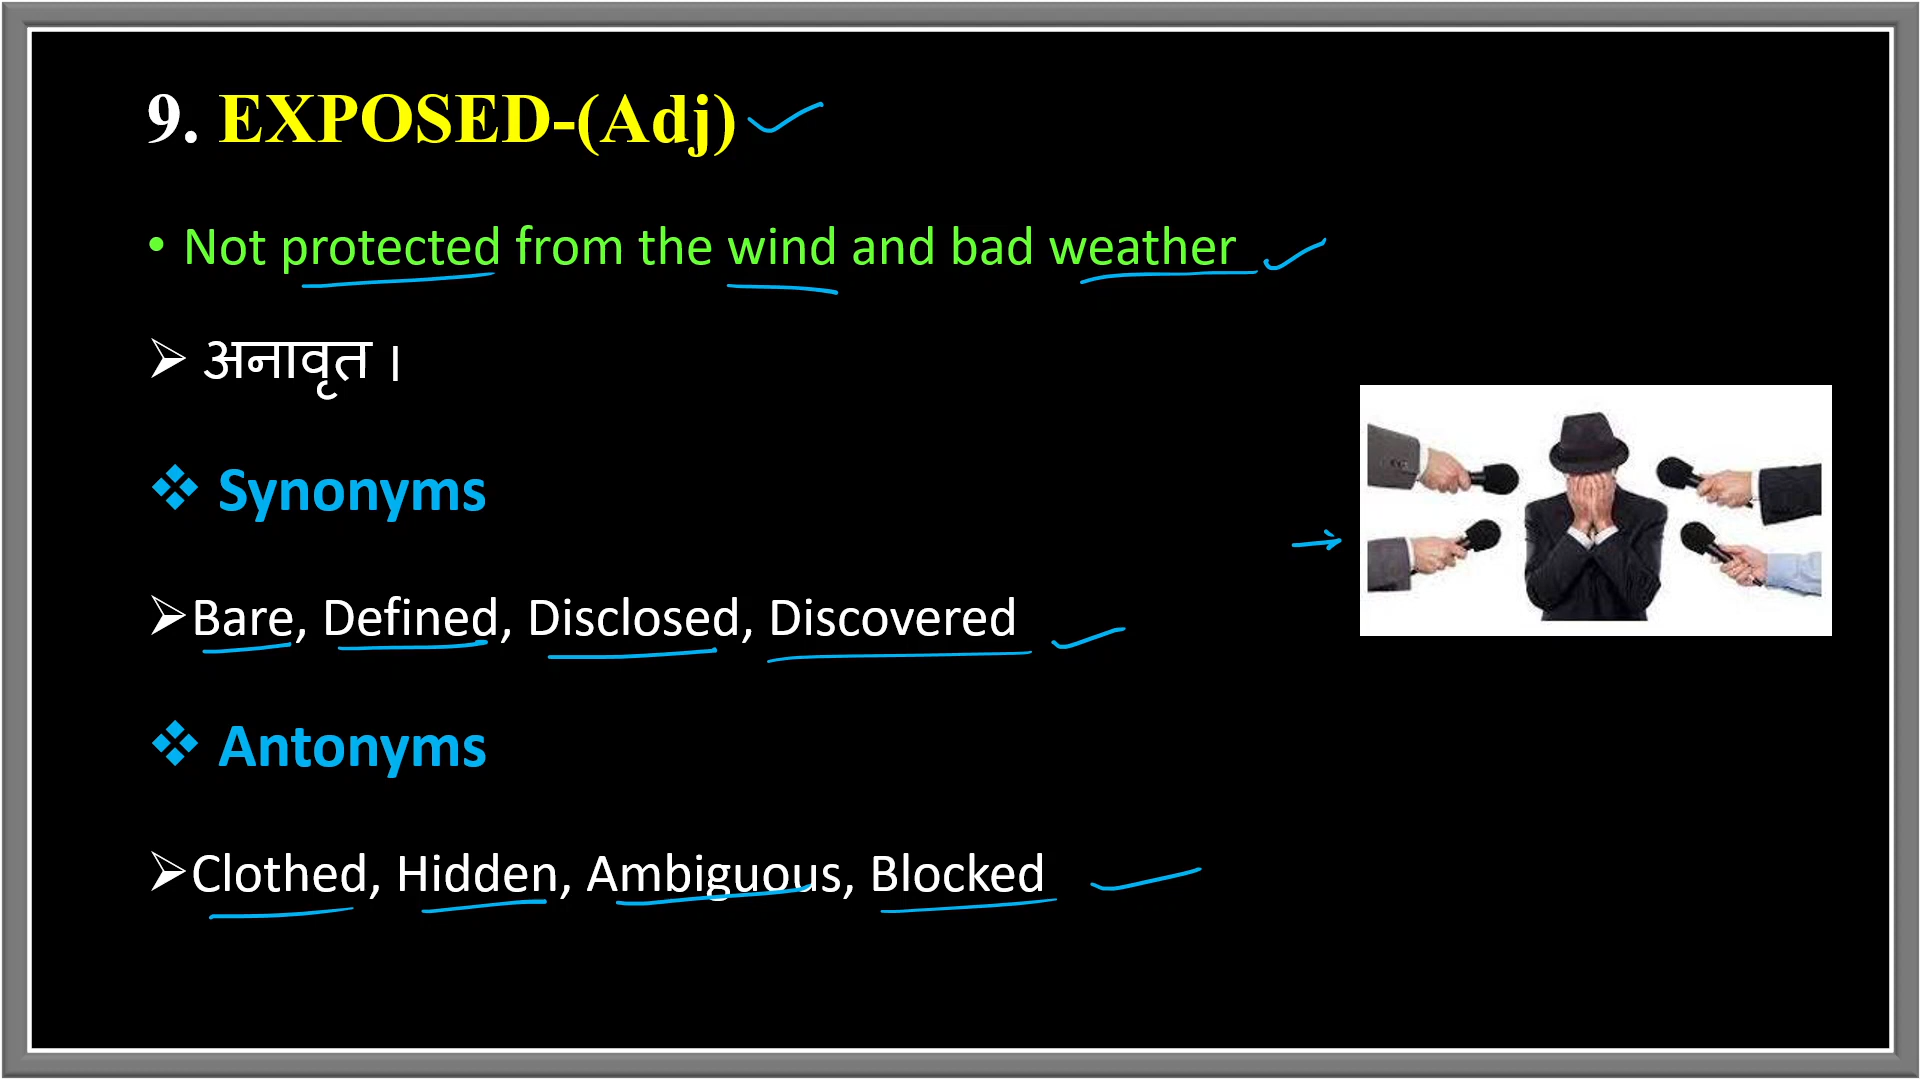 9. EXPOSED-(Adj)
• Not protected from the wind and bad weather
➢ अनावृत ।
❖ Synonyms
➢Bare, Defined, Disclosed, Discovered
❖ Antonyms
➢Clothed, Hidden, Ambiguous, Blocked